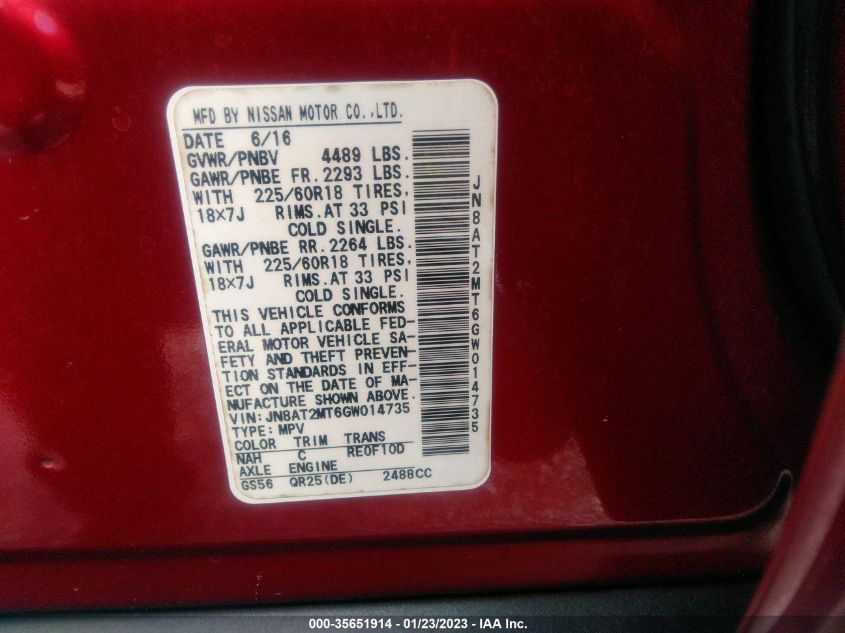 MFD BY NISSAN MOTOR CO.,LTD.
DATE 6/16
GVWR/PNBV 4489 LBS.
GAWR/PNBE FR. 2293 LBS.
WITH 225/60R18 TIRES,
18×7J RIMS.AT 33 PSI
COLD SINGLE.
GAWR/PNBE RR. 2264 LBS.
WITH 225/60R18 TIRES,
18×7J RIMS.AT 33 PSI
COLD SINGLE.
THIS VEHICLE CONFORMS
TO ALL APPLICABLE FED-
ERAL MOTOR VEHICLE SA-
FETY AND THEFT PREVEN-
TION STANDARDS IN EFF-
ECT ON THE DATE OF MA-
NUFACTURE SHOWN ABOVE.
VIN: JN8AT2MT6GW014735
TYPE: MPV
COLOR TRIM TRANS
NAH C RE0F10D
AXLE ENGINE
GS56 QR25(DE) 2488CC
JN8AT2MT6GW014735
000-35651914 / 01/23/2023 - IAA Inc.